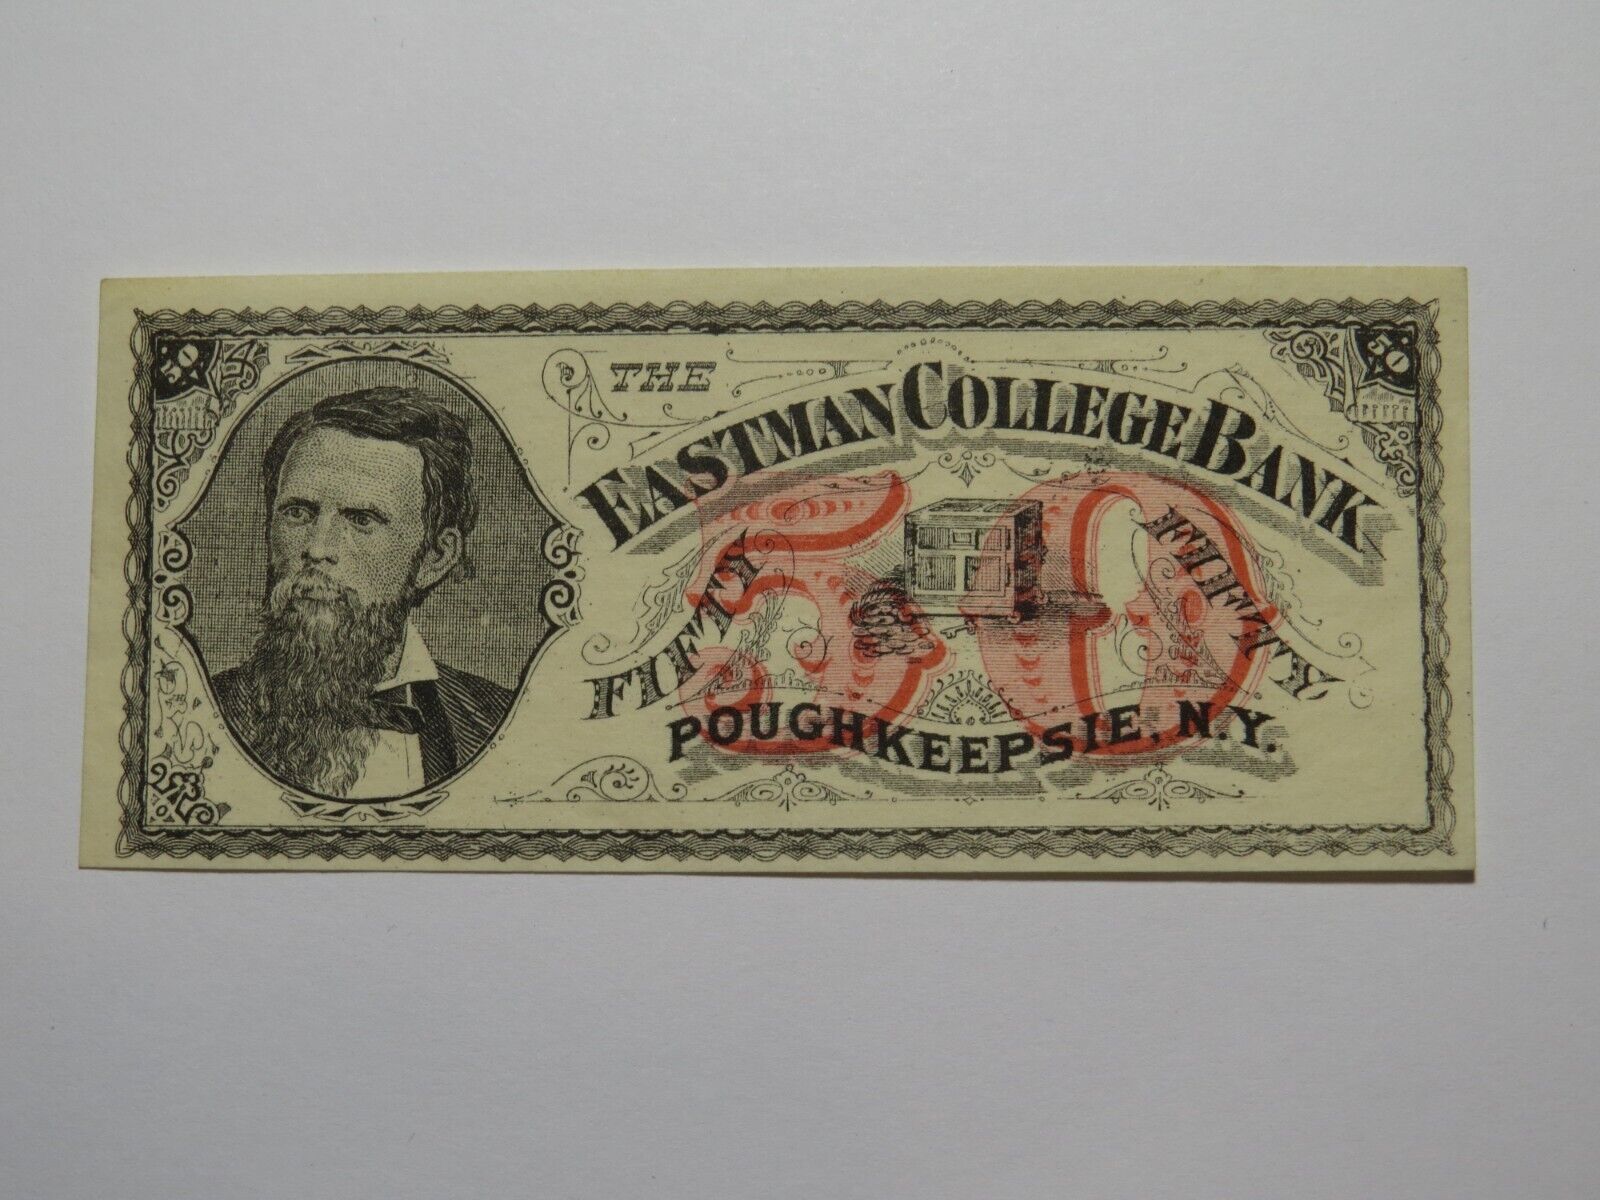 50
50
THE
EASTMAN COLLEGE BANK
50
FIFTY
FIFTY
POUGHKEEPSIE, N.Y.